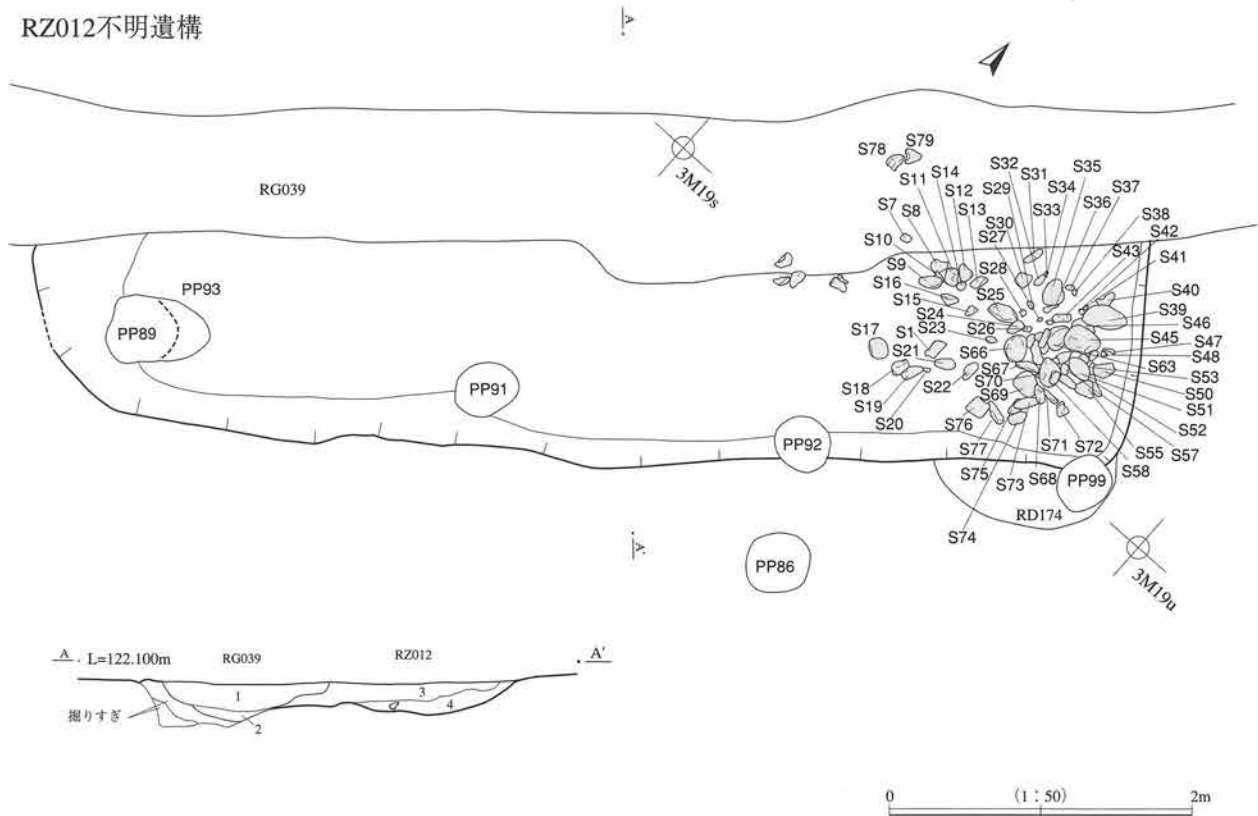 RZ012不明遺構
A
S78
S79
3M19s
RG039
S32
S31
S35
S14
S11
S12
S29
S34
S37
S7
S8
S13
S30
S33
S36
S38
S42
S27
S43
S41
S10
S9
S28
S16
S25
S40
S15
S24
S39
S23
S26
S46
S17
S1
S45
S47
S21
S66
S48
S63
S67
S53
S18
S22
S70
S50
S19
S69
S51
S20
S76
S52
S77
S71
S72
S55
S57
S75
S58
S73
S68
S74
PP93
PP89
PP91
PP92
PP99
RD174
PP86
3M19u
A'
A L=122.100m
RG039
RZ012
A'
1
3
4
2
掘りすぎ
0
(1:50)
2m